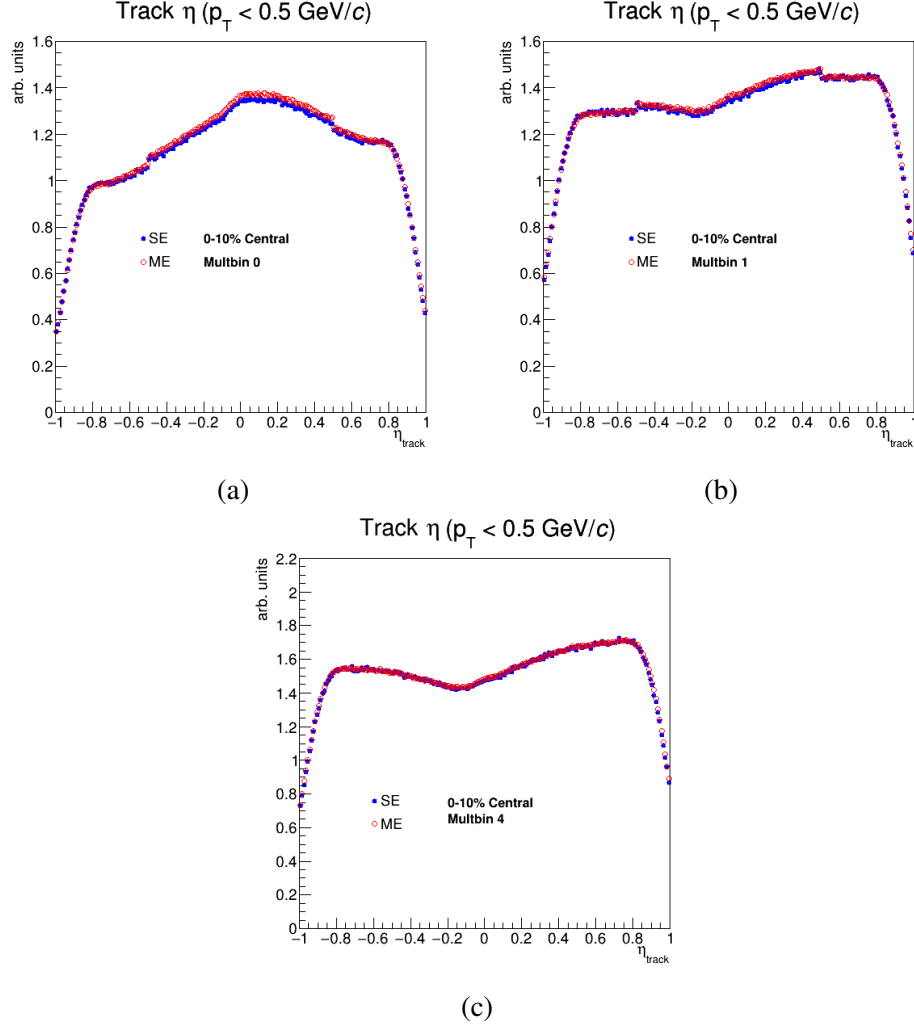 Track η (p_T < 0.5 GeV/c)
arb. units
1.6
1.4
1.2
1
0.8
0.6
0.4
0.2
0
SE 0-10% Central
ME Multbin 0
−1 −0.8 −0.6 −0.4 −0.2 0 0.2 0.4 0.6 0.8 1
η_track
(a)
Track η (p_T < 0.5 GeV/c)
arb. units
1.6
1.4
1.2
1
0.8
0.6
0.4
0.2
0
SE 0-10% Central
ME Multbin 1
−1 −0.8 −0.6 −0.4 −0.2 0 0.2 0.4 0.6 0.8 1
η_track
(b)
Track η (p_T < 0.5 GeV/c)
arb. units
2.2
2
1.8
1.6
1.4
1.2
1
0.8
0.6
0.4
0.2
0
SE 0-10% Central
ME Multbin 4
−1 −0.8 −0.6 −0.4 −0.2 0 0.2 0.4 0.6 0.8 1
η_track
(c)